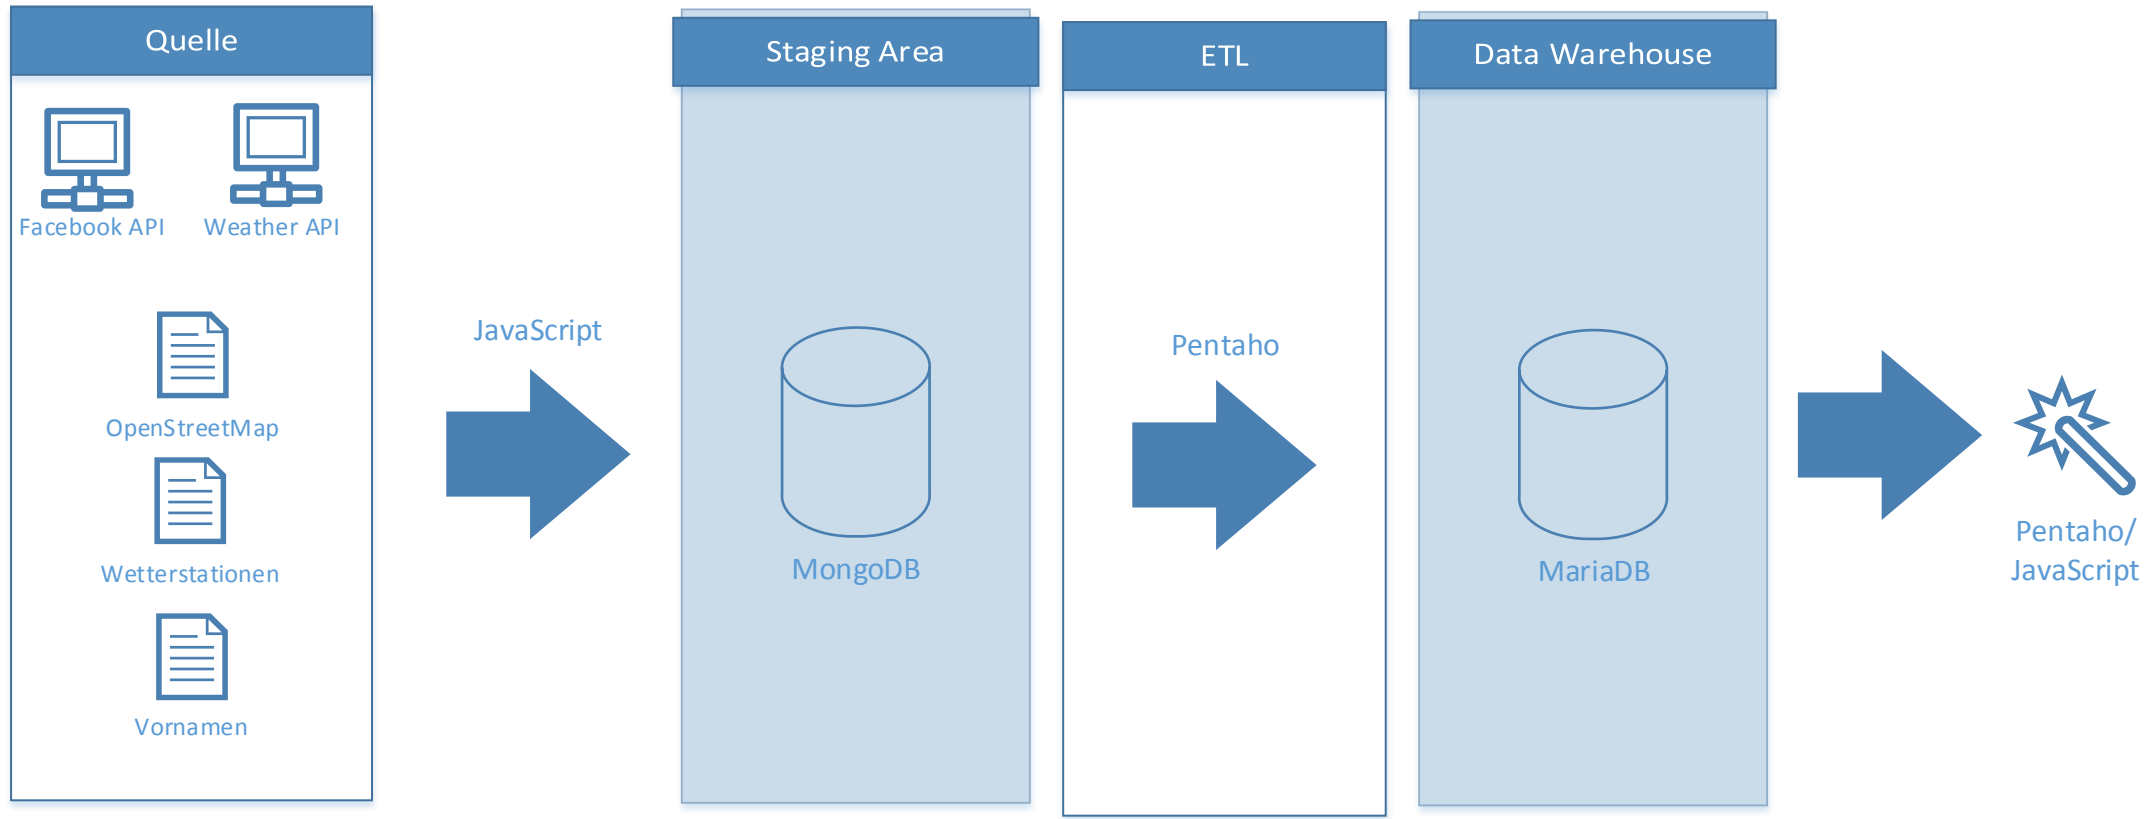 Quelle
Facebook API
Weather API
OpenStreetMap
Wetterstationen
Vornamen
JavaScript
Staging Area
MongoDB
ETL
Pentaho
Data Warehouse
MariaDB
Pentaho/
JavaScript